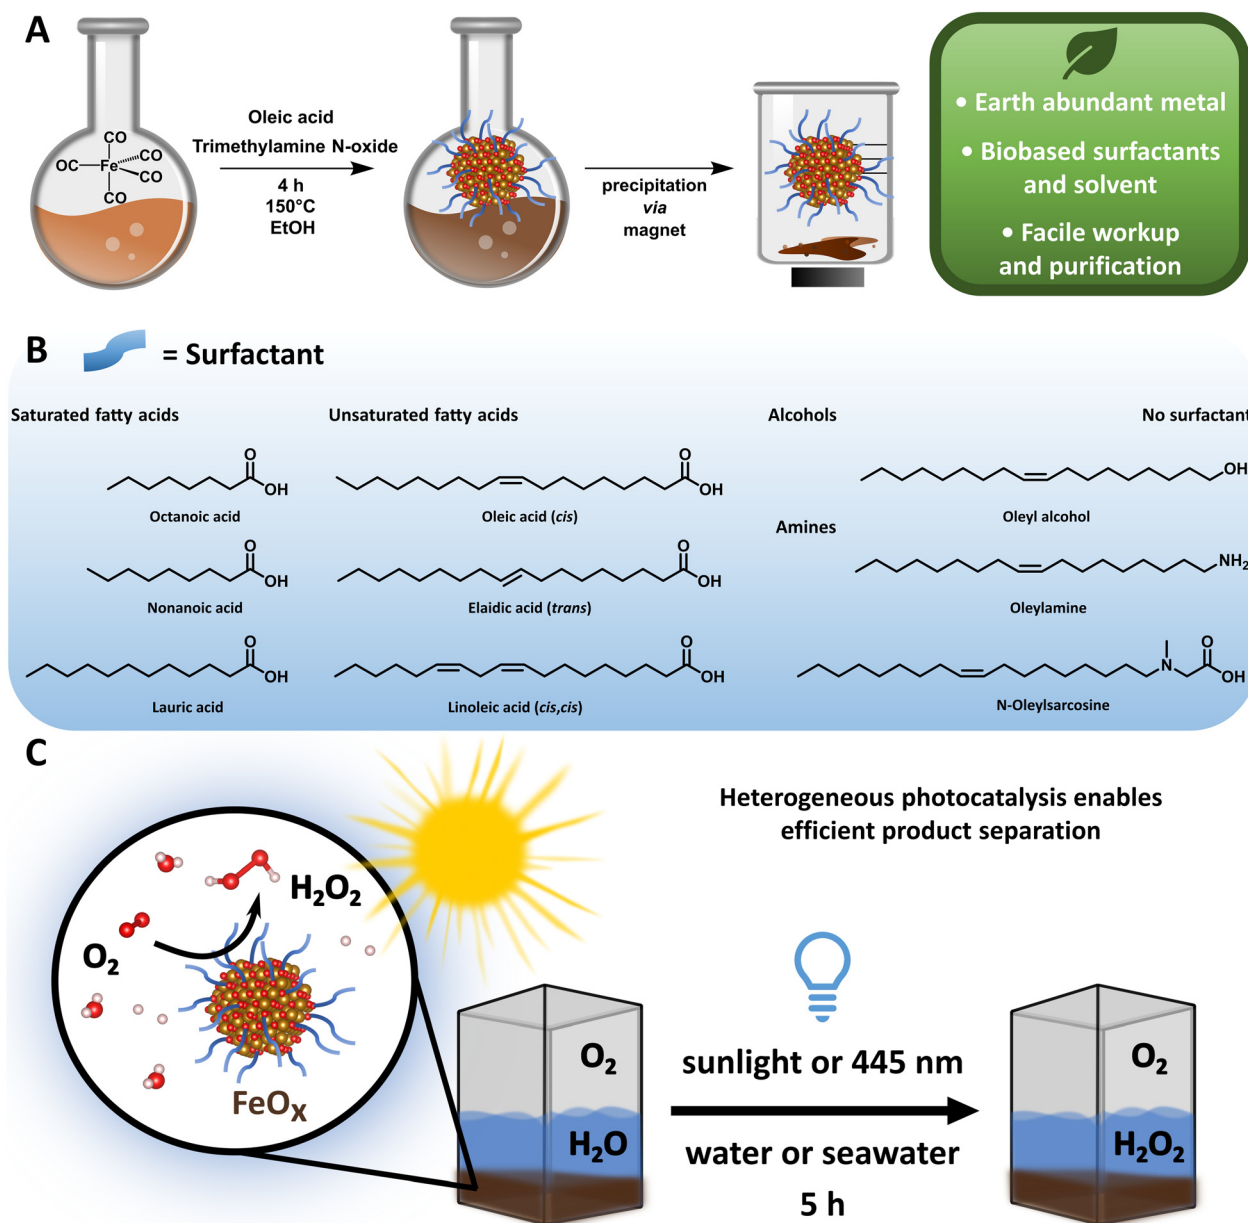 A
CO
CO
OC
Fe
CO
CO
Oleic acid
Trimethylamine N-oxide
4 h
150°C
EtOH
precipitation
via
magnet
• Earth abundant metal
• Biobased surfactants
and solvent
• Facile workup
and purification
B
= Surfactant
Saturated fatty acids
Unsaturated fatty acids
Alcohols
No surfactant
O
OH
Octanoic acid
O
OH
Oleic acid (cis)
OH
Oleyl alcohol
Amines
O
OH
Nonanoic acid
O
OH
Elaidic acid (trans)
NH₂
Oleylamine
O
OH
Lauric acid
O
OH
Linoleic acid (cis,cis)
N
O
OH
N-Oleylsarcosine
C
Heterogeneous photocatalysis enables
efficient product separation
H₂O₂
O₂
FeOₓ
O₂
H₂O
sunlight or 445 nm
water or seawater
5 h
O₂
H₂O₂